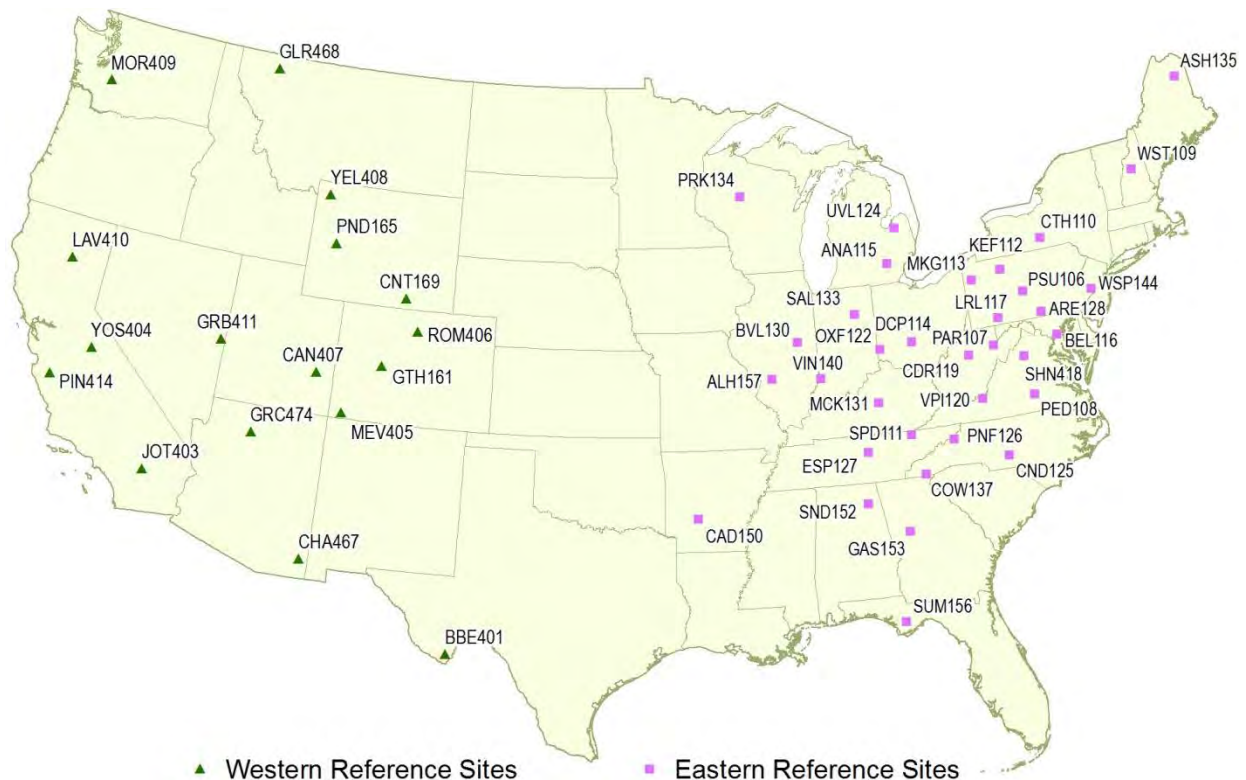 GLR468
ASH135
MOR409
WST109
YEL408
PRK134
UVL124
CTH110
PND165
LAV410
KEF112
ANA115
MKG113
PSU106
WSP144
CNT169
SAL133
LRL117
ARE128
GRB411
YOS404
ROM406
BVL130
OXF122
DCP114
PAR107
BEL116
CAN407
VIN140
CDR119
GTH161
SHN418
PIN414
ALH157
MCK131
VPI120
PED108
GRC474
MEV405
SPD111
PNF126
JOT403
ESP127
CND125
COW137
SND152
CAD150
GAS153
CHA467
SUM156
BBE401
Western Reference Sites
Eastern Reference Sites